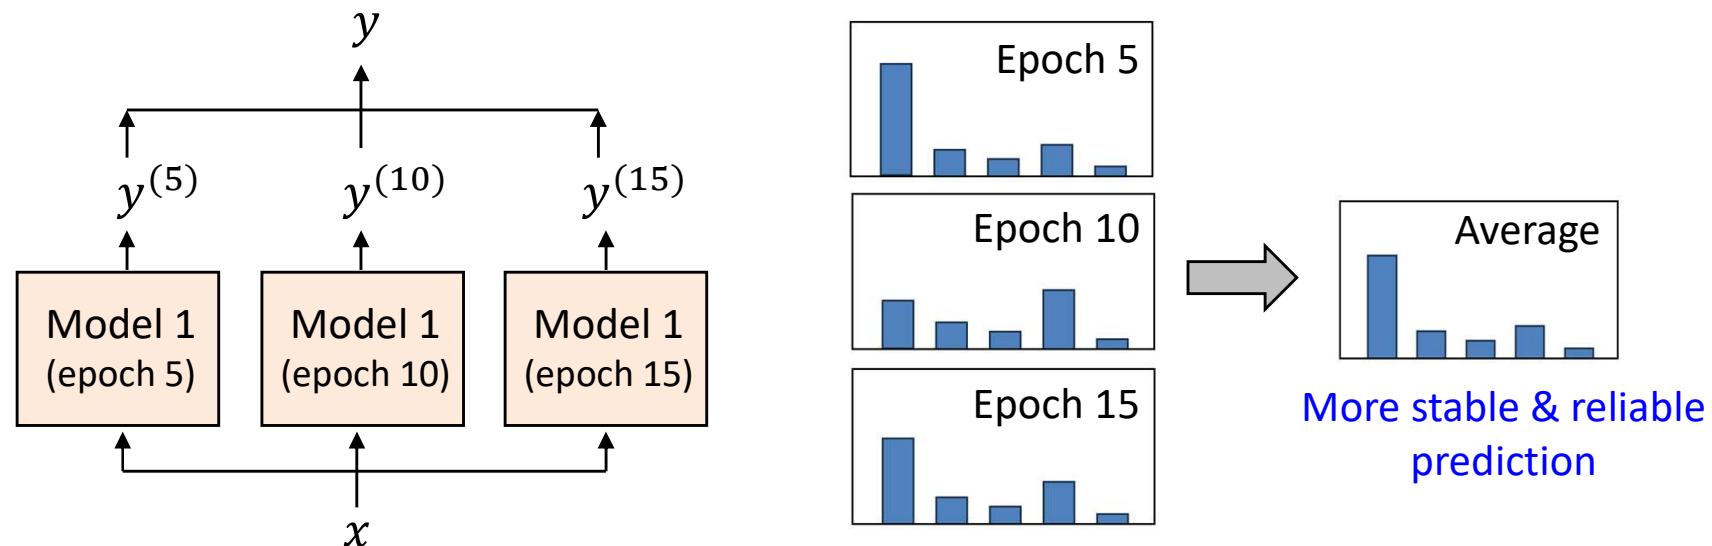 y
y^(5)
y^(10)
y^(15)
Model 1
(epoch 5)
Model 1
(epoch 10)
Model 1
(epoch 15)
x
Epoch 5
Epoch 10
Epoch 15
Average
More stable & reliable
prediction